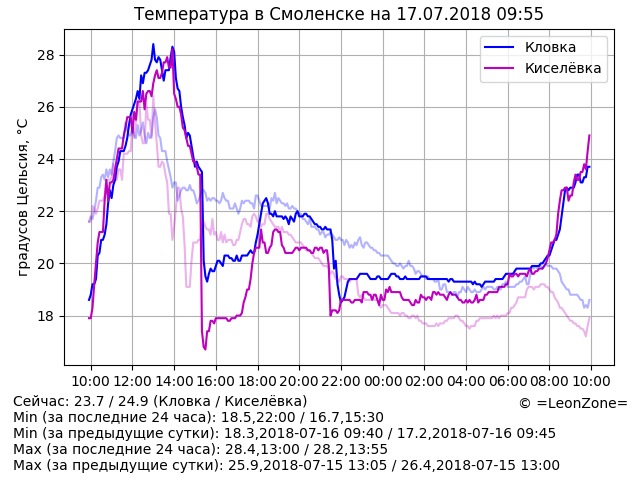 Температура в Смоленске на 17.07.2018 09:55
Кловка
Киселёвка
градусов Цельсия, °C
28
26
24
22
20
18
10:00 12:00 14:00 16:00 18:00 20:00 22:00 00:00 02:00 04:00 06:00 08:00 10:00
Сейчас: 23.7 / 24.9 (Кловка / Киселёвка)
© =LeonZone=
Min (за последние 24 часа): 18.5,22:00 / 16.7,15:30
Min (за предыдущие сутки): 18.3,2018-07-16 09:40 / 17.2,2018-07-16 09:45
Max (за последние 24 часа): 28.4,13:00 / 28.2,13:55
Max (за предыдущие сутки): 25.9,2018-07-15 13:05 / 26.4,2018-07-15 13:00